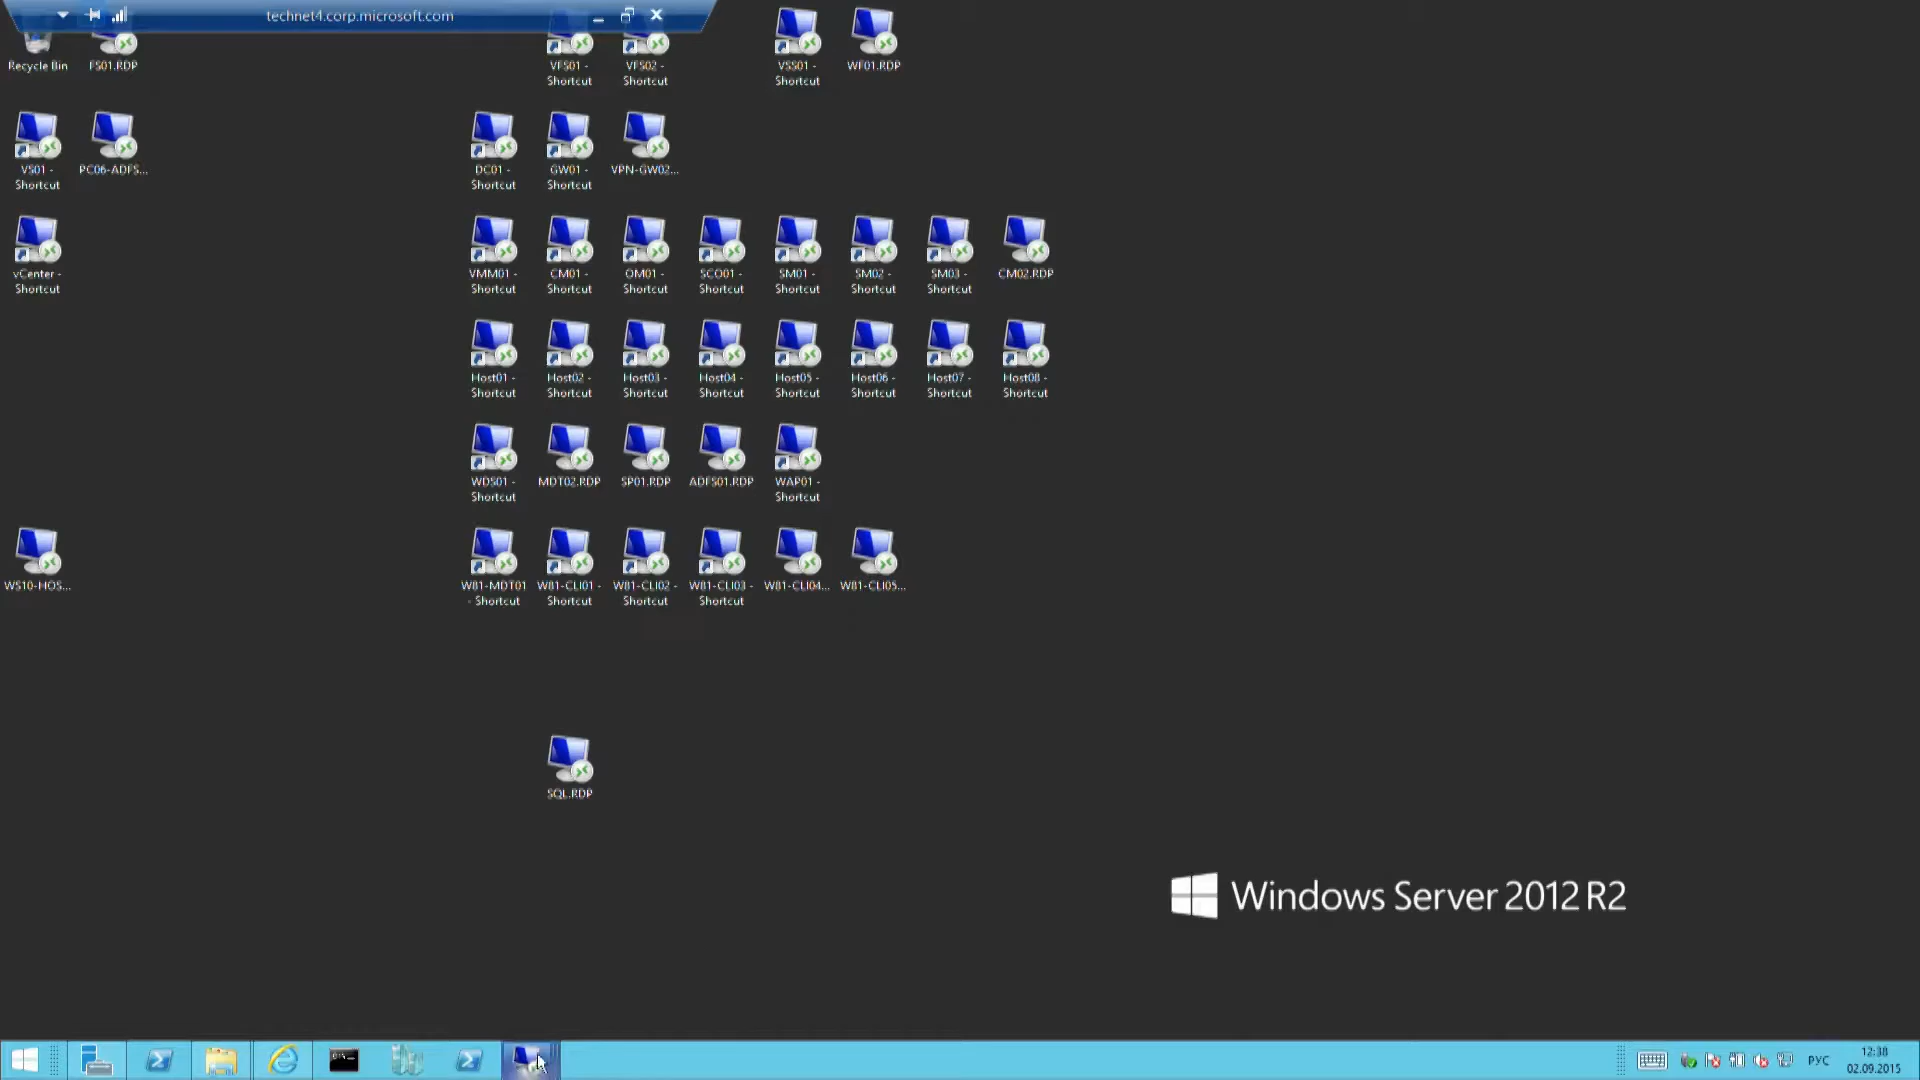 technet4.corp.microsoft.com
Recycle Bin
FS01.RDP
VFS01 -
Shortcut
VFS02 -
Shortcut
VSS01 -
Shortcut
WF01.RDP
VS01 -
Shortcut
PC06-ADFS...
DC01 -
Shortcut
GW01 -
Shortcut
VPN-GW02...
vCenter -
Shortcut
VMM01 -
Shortcut
CM01 -
Shortcut
OM01 -
Shortcut
SCO01 -
Shortcut
SM01 -
Shortcut
SM02 -
Shortcut
SM03 -
Shortcut
CM02.RDP
Host01 -
Shortcut
Host02 -
Shortcut
Host03 -
Shortcut
Host04 -
Shortcut
Host05 -
Shortcut
Host06 -
Shortcut
Host07 -
Shortcut
Host08 -
Shortcut
WDS01 -
Shortcut
MDT02.RDP
SP01.RDP
ADFS01.RDP
WAP01 -
Shortcut
WS10-HOS...
W81-MDT01
- Shortcut
W81-CLI01 -
Shortcut
W81-CLI02 -
Shortcut
W81-CLI03 -
Shortcut
W81-CLI04...
W81-CLI05...
SQL.RDP
Windows Server 2012 R2
РУС
12:38
02.09.2015